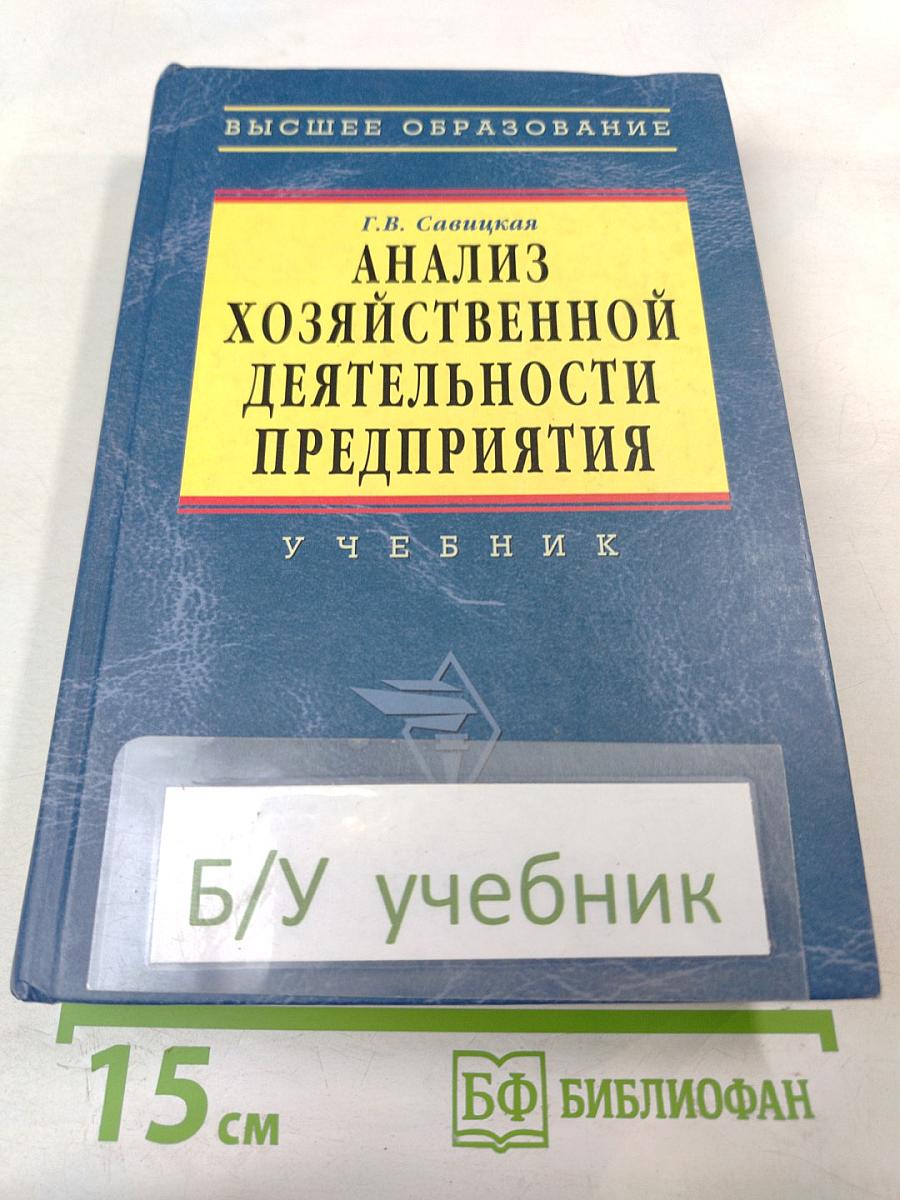 ВЫСШЕЕ ОБРАЗОВАНИЕ
Г.В. Савицкая
АНАЛИЗ
ХОЗЯЙСТВЕННОЙ
ДЕЯТЕЛЬНОСТИ
ПРЕДПРИЯТИЯ
УЧЕБНИК
Б/У учебник
15 см
БФ БИБЛИОФАН